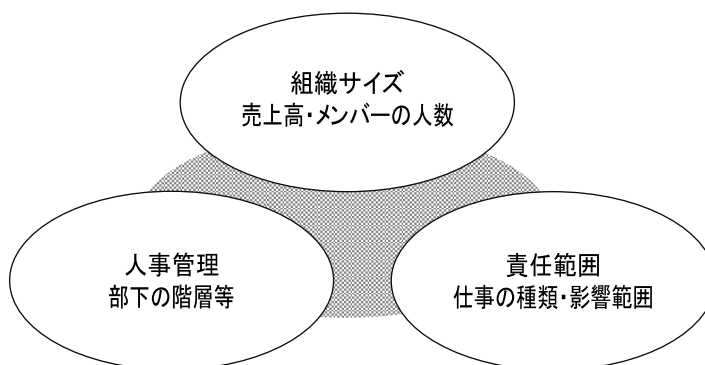 組織サイズ
売上高・メンバーの人数
人事管理
部下の階層等
責任範囲
仕事の種類・影響範囲